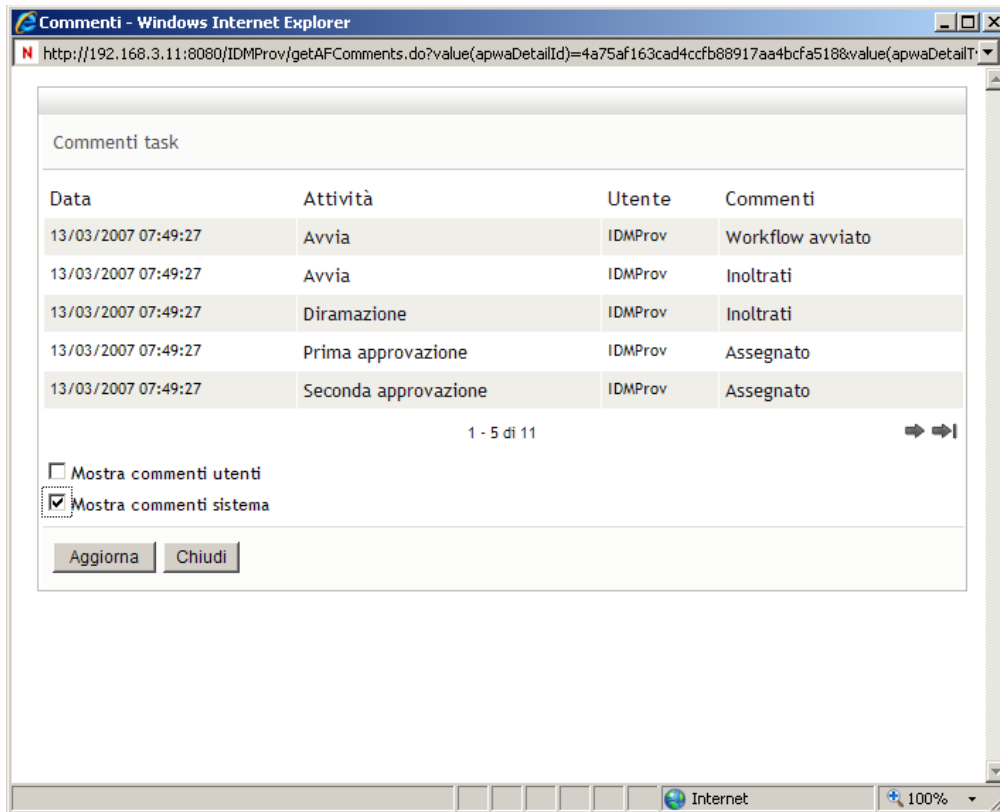 Commenti - Windows Internet Explorer
N http://192.168.3.11:8080/IDMProv/getAFComments.do?value(apwaDetailId)=4a75af163cad4ccfb88917aa4bcfa518&value(apwaDetailT
Commenti task
Data Attività Utente Commenti
13/03/2007 07:49:27 Avvia IDMProv Workflow avviato
13/03/2007 07:49:27 Avvia IDMProv Inoltrati
13/03/2007 07:49:27 Diramazione IDMProv Inoltrati
13/03/2007 07:49:27 Prima approvazione IDMProv Assegnato
13/03/2007 07:49:27 Seconda approvazione IDMProv Assegnato
1 - 5 di 11
Mostra commenti utenti
Mostra commenti sistema
Aggiorna Chiudi
Internet 100%